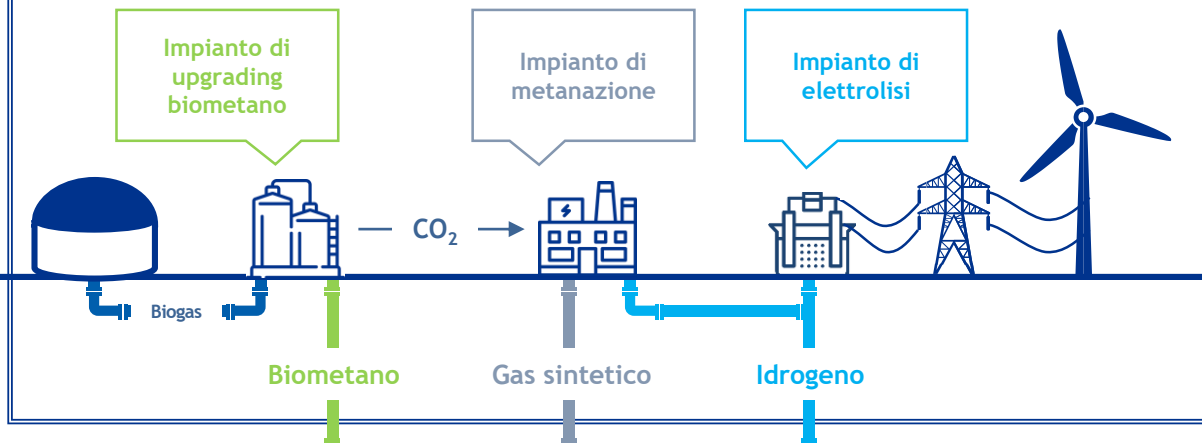 Impianto di
upgrading
biometano
Impianto di
metanazione
Impianto di
elettrolisi
CO₂
Biogas
Biometano
Gas sintetico
Idrogeno